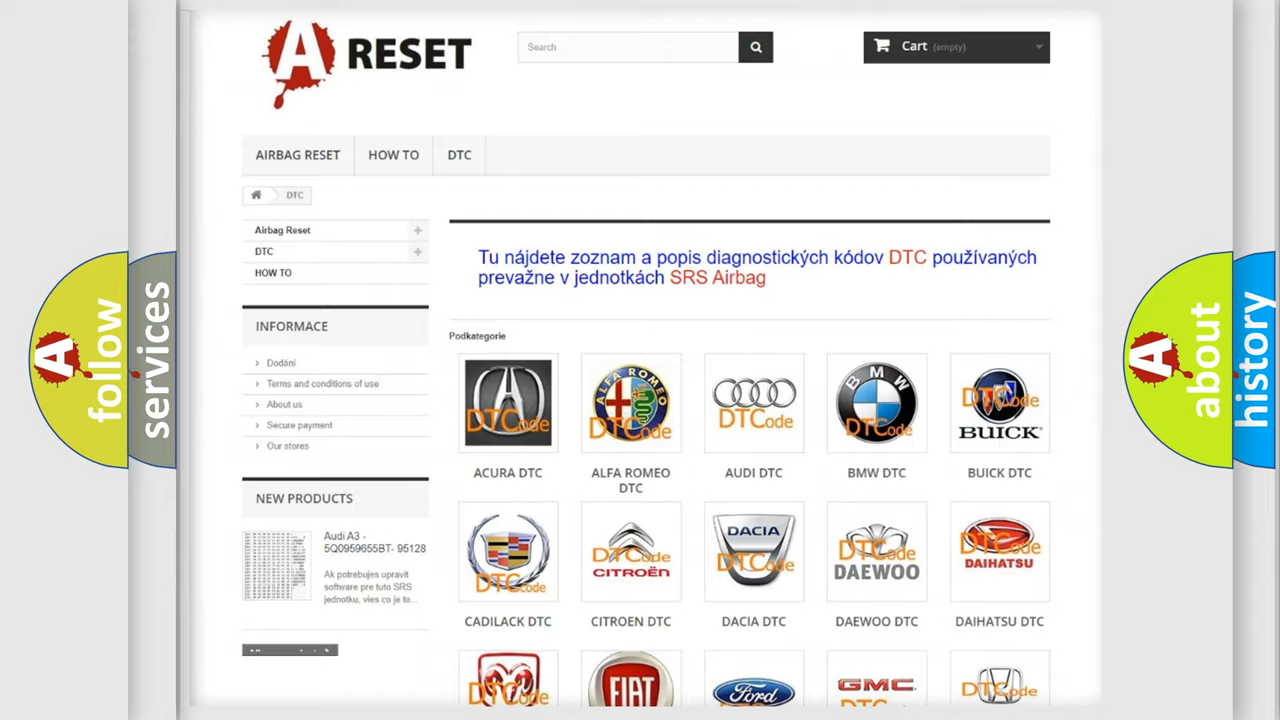 A RESET
Search
Cart (empty)
AIRBAG RESET
HOW TO
DTC
DTC
Airbag Reset
DTC
HOW TO
INFORMACE
Dodání
Terms and conditions of use
About us
Secure payment
Our stores
NEW PRODUCTS
Audi A3 -
5Q0959655BT- 95128
Ak potrebujes upravit
software pre tuto SRS
jednotku, vies co je to...
Tu nájdete zoznam a popis diagnostických kódov DTC používaných
prevažne v jednotkách SRS Airbag
Podkategorie
DTCode
ALFA ROMEO
DTCode
DTCode
BMW
DTCode
DTCode
BUICK
ACURA DTC
ALFA ROMEO
DTC
AUDI DTC
BMW DTC
BUICK DTC
DTCode
DTCode
CITROËN
DACIA
DTCode
DTCode
DAEWOO
DTCode
DAIHATSU
CADILACK DTC
CITROEN DTC
DACIA DTC
DAEWOO DTC
DAIHATSU DTC
DTCode
FIAT
Ford
GMC
DTCode
A follow
services
A about
history